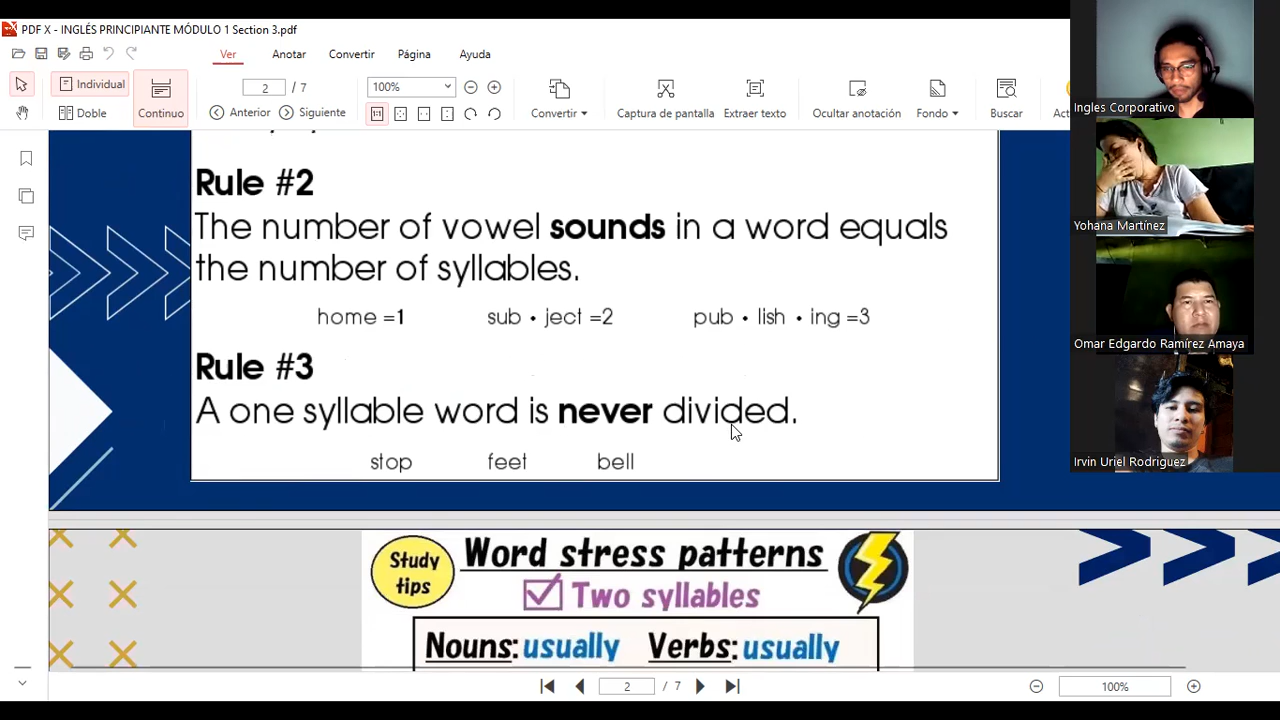 PDF X - INGLÉS PRINCIPIANTE MÓDULO 1 Section 3.pdf
Ver Anotar Convertir Página Ayuda
Individual
Doble
Continuo
2 / 7
Anterior Siguiente
100%
Convertir
Captura de pantalla
Extraer texto
Ocultar anotación
Fondo
Buscar
Ingles Corporativo
Yohana Martínez
Omar Edgardo Ramírez Amaya
Irvin Uriel Rodriguez
Rule #2
The number of vowel sounds in a word equals
the number of syllables.
home =1 sub • ject =2 pub • lish • ing =3
Rule #3
A one syllable word is never divided.
stop feet bell
Study
tips
Word stress patterns
Two syllables
Nouns: usually Verbs: usually
2 / 7
100%